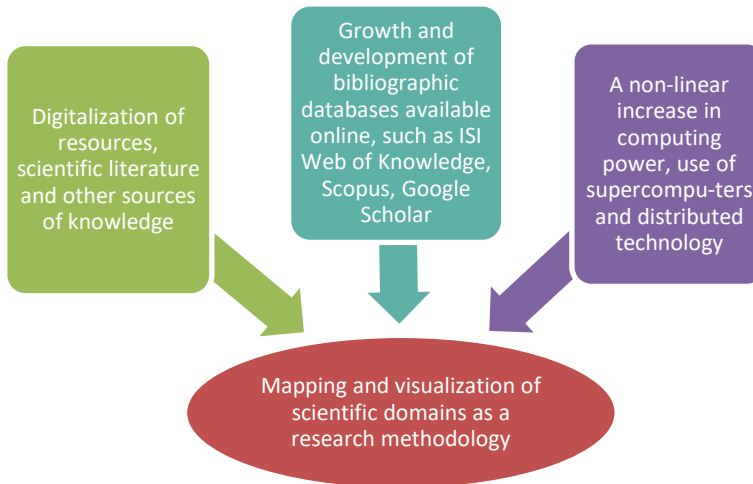 Digitalization of
resources,
scientific literature
and other sources
of knowledge
Growth and
development of
bibliographic
databases available
online, such as ISI
Web of Knowledge,
Scopus, Google
Scholar
A non-linear
increase in
computing
power, use of
supercompu-ters
and distributed
technology
Mapping and visualization of
scientific domains as a
research methodology